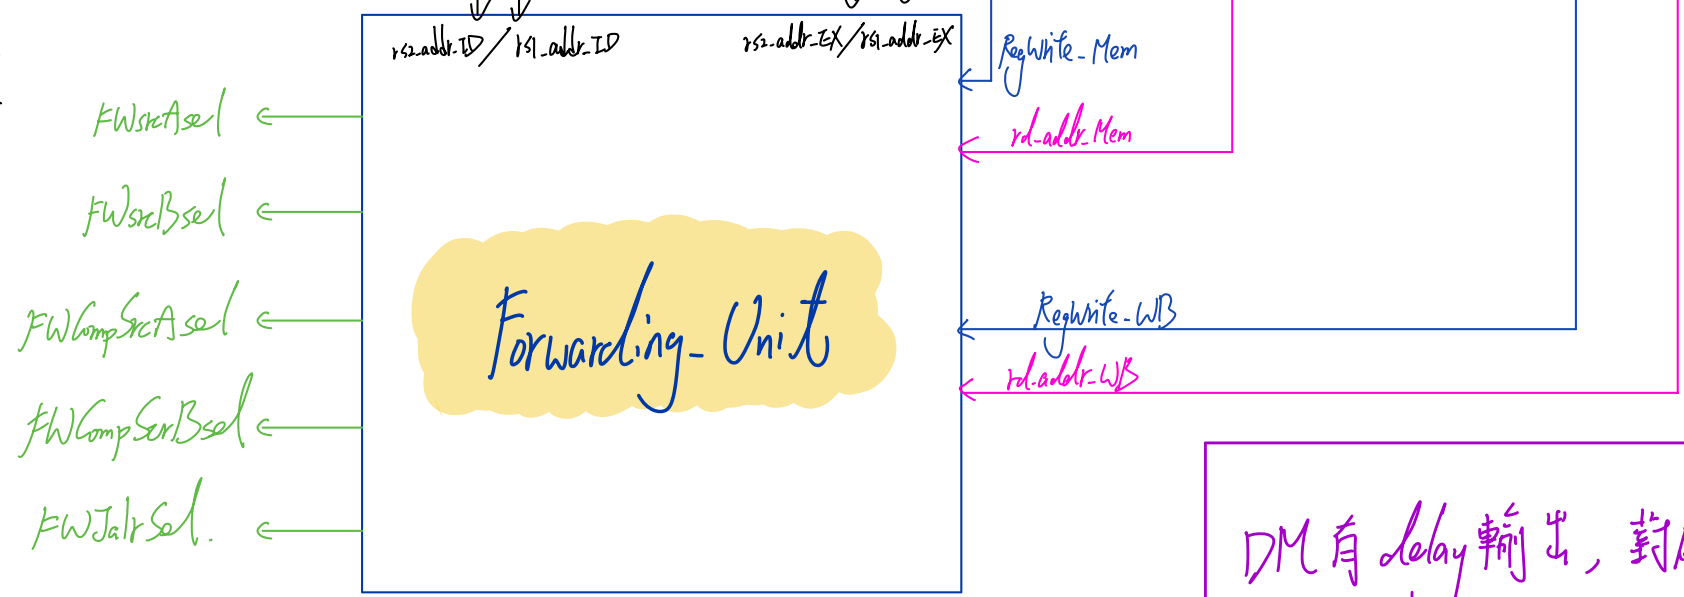 rs2_addr_ID / rs1_addr_ID
rs2_addr_EX / rs1_addr_EX
RegWrite_Mem
rd_addr_Mem
FWsrcAsel
FWsrcBsel
FWCompSrcAsel
FWCompScrBsel
FWJalrSel.
Forwarding_Unit
RegWrite_WB
rd_addr_WB
DM有delay輸出,